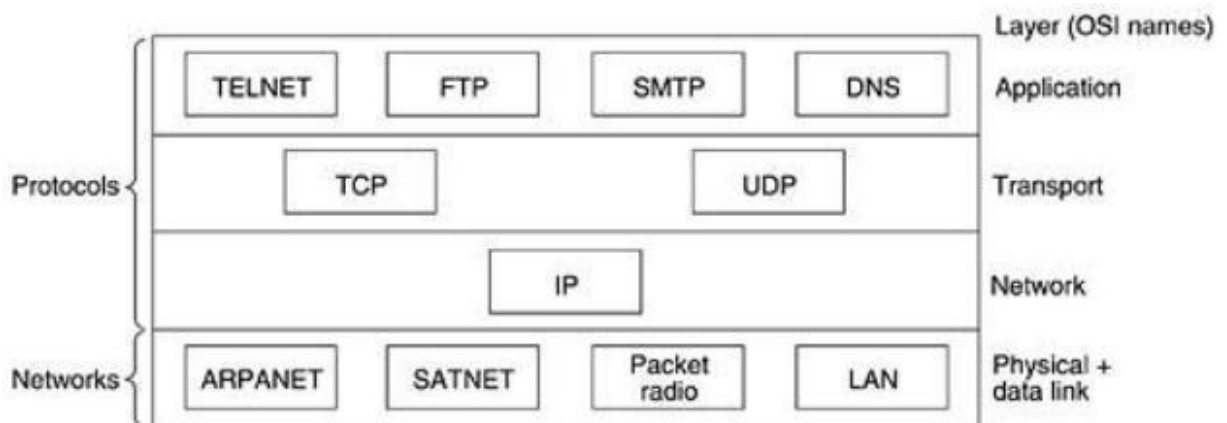 Layer (OSI names)
TELNET FTP SMTP DNS Application
Protocols TCP UDP Transport
IP Network
Networks ARPANET SATNET Packet radio LAN Physical + data link